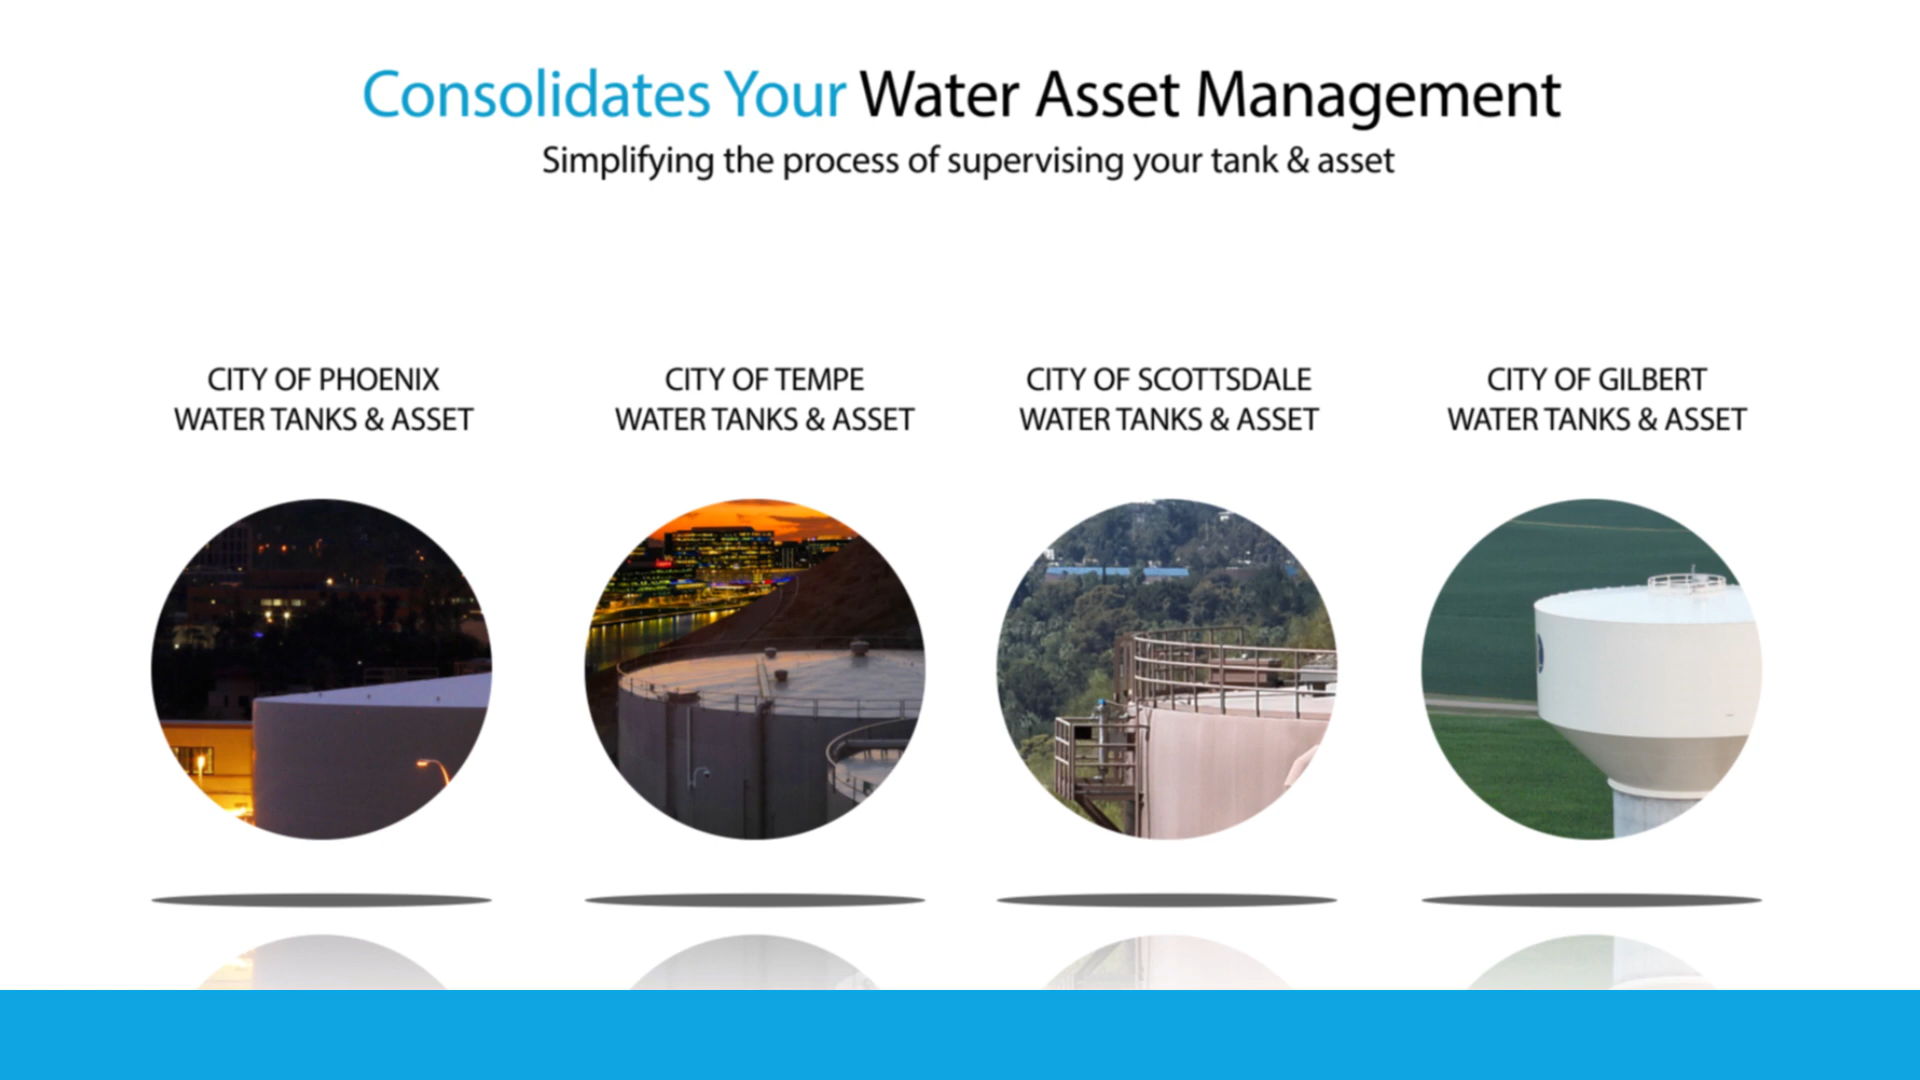 Consolidates Your Water Asset Management
Simplifying the process of supervising your tank & asset
CITY OF PHOENIX
WATER TANKS & ASSET
CITY OF TEMPE
WATER TANKS & ASSET
CITY OF SCOTTSDALE
WATER TANKS & ASSET
CITY OF GILBERT
WATER TANKS & ASSET